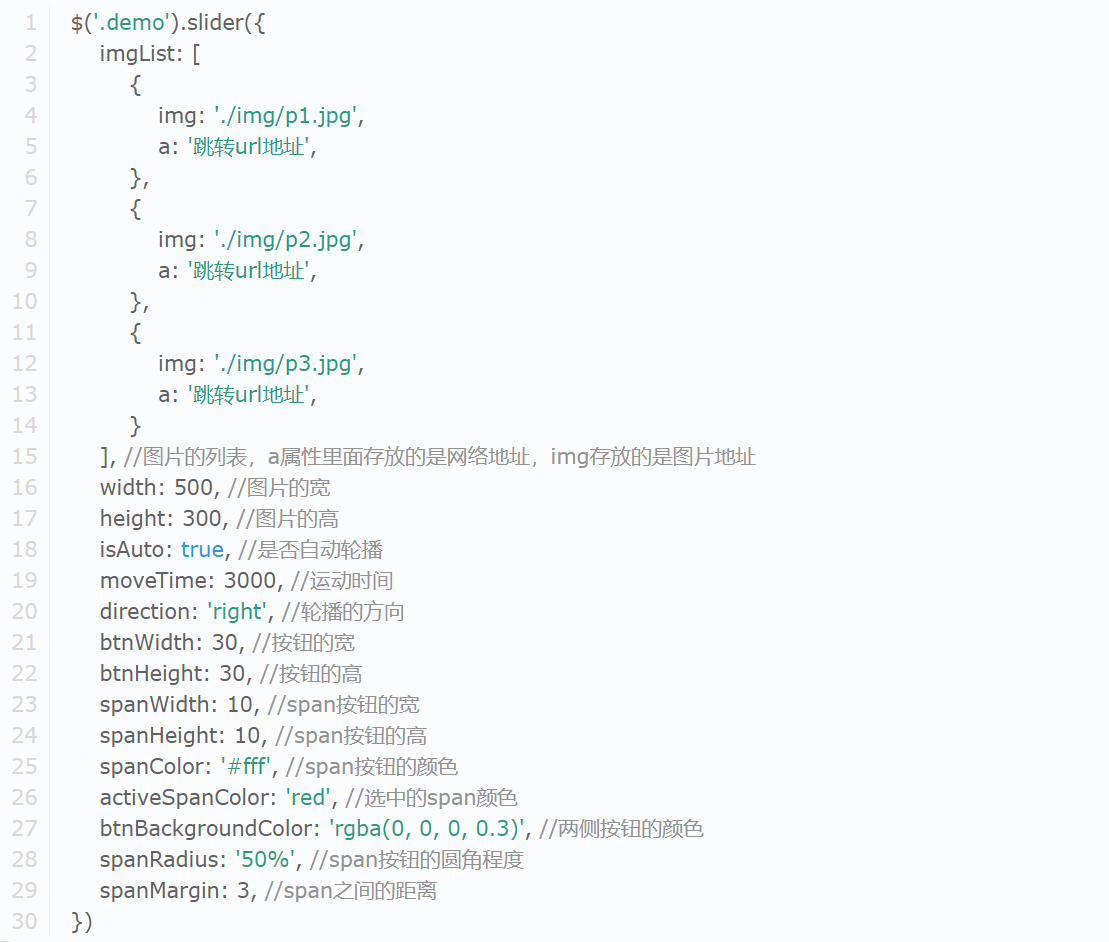 1 $('.demo').slider({
2 imgList: [
3 {
4 img: './img/p1.jpg',
5 a: '跳转url地址',
6 },
7 {
8 img: './img/p2.jpg',
9 a: '跳转url地址',
10 },
11 {
12 img: './img/p3.jpg',
13 a: '跳转url地址',
14 }
15 ], //图片的列表，a属性里面存放的是网络地址，img存放的是图片地址
16 width: 500, //图片的宽
17 height: 300, //图片的高
18 isAuto: true, //是否自动轮播
19 moveTime: 3000, //运动时间
20 direction: 'right', //轮播的方向
21 btnWidth: 30, //按钮的宽
22 btnHeight: 30, //按钮的高
23 spanWidth: 10, //span按钮的宽
24 spanHeight: 10, //span按钮的高
25 spanColor: '#fff', //span按钮的颜色
26 activeSpanColor: 'red', //选中的span颜色
27 btnBackgroundColor: 'rgba(0, 0, 0, 0.3)', //两侧按钮的颜色
28 spanRadius: '50%', //span按钮的圆角程度
29 spanMargin: 3, //span之间的距离
30 })